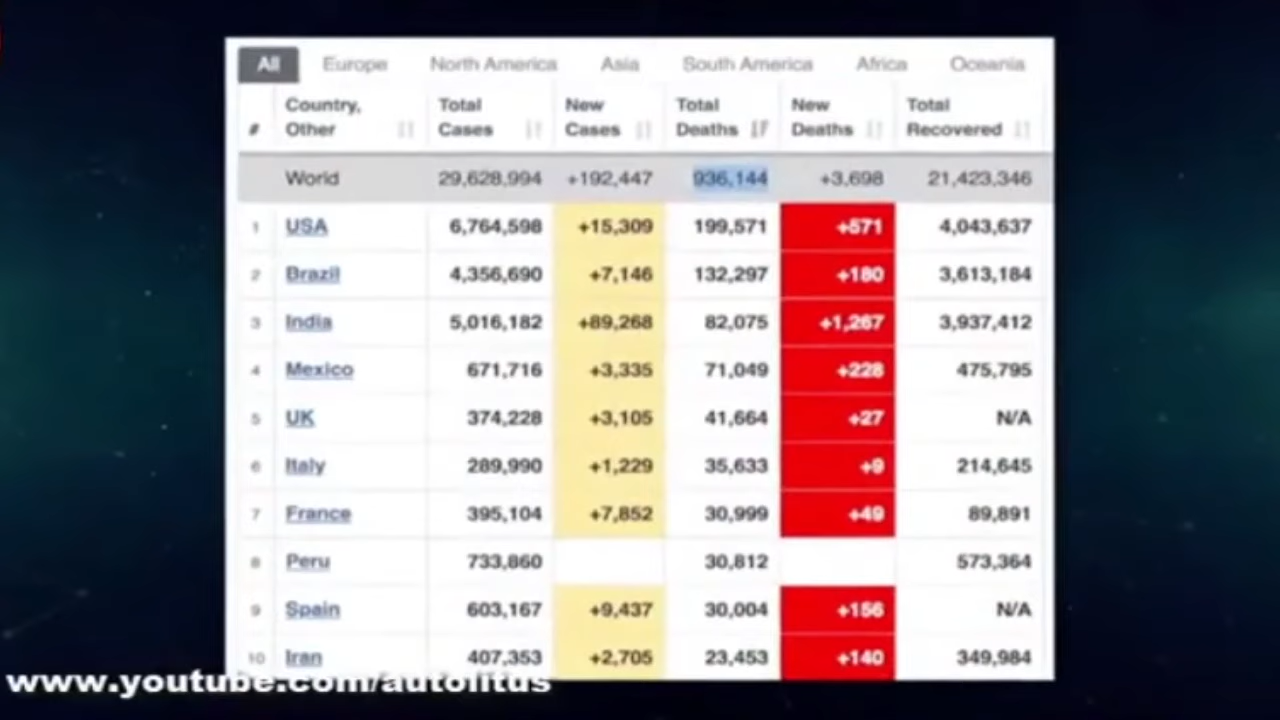 All Europe North America Asia South America Africa Oceania
# Country, Other Total Cases New Cases Total Deaths New Deaths Total Recovered
World 29,628,994 +192,447 936,144 +3,698 21,423,346
1 USA 6,764,598 +15,309 199,571 +571 4,043,637
2 Brazil 4,356,690 +7,146 132,297 +180 3,613,184
3 India 5,016,182 +89,268 82,075 +1,267 3,937,412
4 Mexico 671,716 +3,335 71,049 +228 475,795
5 UK 374,228 +3,105 41,664 +27 N/A
6 Italy 289,990 +1,229 35,633 +9 214,645
7 France 395,104 +7,852 30,999 +49 89,891
8 Peru 733,860 30,812 573,364
9 Spain 603,167 +9,437 30,004 +156 N/A
10 Iran 407,353 +2,705 23,453 +140 349,984
www.youtube.com/autolitus